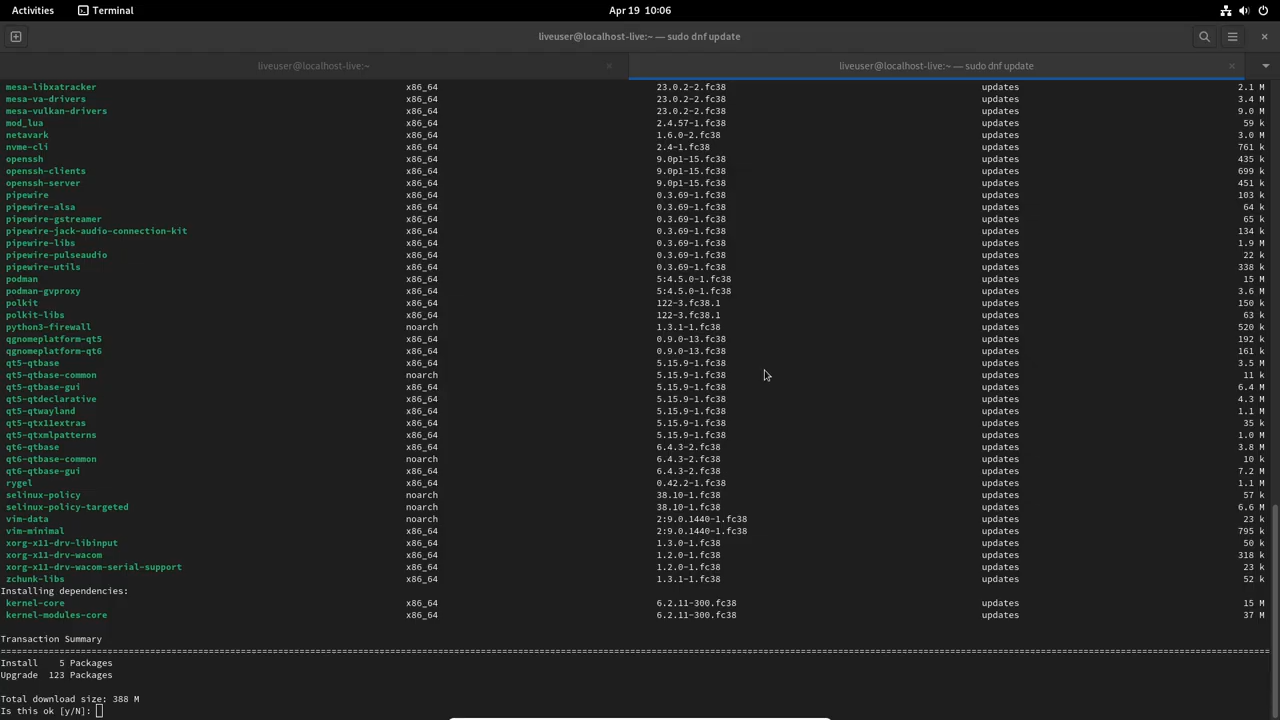 Activities Terminal Apr 19 10:06
liveuser@localhost-live:~ — sudo dnf update
liveuser@localhost-live:~ × liveuser@localhost-live:~ — sudo dnf update ×
mesa-libxatracker x86_64 23.0.2-2.fc38 updates 2.1 M
mesa-va-drivers x86_64 23.0.2-2.fc38 updates 3.4 M
mesa-vulkan-drivers x86_64 23.0.2-2.fc38 updates 9.0 M
mod_lua x86_64 2.4.57-1.fc38 updates 59 k
netavark x86_64 1.6.0-2.fc38 updates 3.0 M
nvme-cli x86_64 2.4-1.fc38 updates 761 k
openssh x86_64 9.0p1-15.fc38 updates 435 k
openssh-clients x86_64 9.0p1-15.fc38 updates 699 k
openssh-server x86_64 9.0p1-15.fc38 updates 451 k
pipewire x86_64 0.3.69-1.fc38 updates 103 k
pipewire-alsa x86_64 0.3.69-1.fc38 updates 64 k
pipewire-gstreamer x86_64 0.3.69-1.fc38 updates 65 k
pipewire-jack-audio-connection-kit x86_64 0.3.69-1.fc38 updates 134 k
pipewire-libs x86_64 0.3.69-1.fc38 updates 1.9 M
pipewire-pulseaudio x86_64 0.3.69-1.fc38 updates 22 k
pipewire-utils x86_64 0.3.69-1.fc38 updates 338 k
podman x86_64 5:4.5.0-1.fc38 updates 15 M
podman-gvproxy x86_64 5:4.5.0-1.fc38 updates 3.6 M
polkit x86_64 122-3.fc38.1 updates 150 k
polkit-libs x86_64 122-3.fc38.1 updates 63 k
python3-firewall noarch 1.3.1-1.fc38 updates 520 k
qgnomeplatform-qt5 x86_64 0.9.0-13.fc38 updates 192 k
qgnomeplatform-qt6 x86_64 0.9.0-13.fc38 updates 161 k
qt5-qtbase x86_64 5.15.9-1.fc38 updates 3.5 M
qt5-qtbase-common noarch 5.15.9-1.fc38 updates 11 k
qt5-qtbase-gui x86_64 5.15.9-1.fc38 updates 6.4 M
qt5-qtdeclarative x86_64 5.15.9-1.fc38 updates 4.3 M
qt5-qtwayland x86_64 5.15.9-1.fc38 updates 1.1 M
qt5-qtx11extras x86_64 5.15.9-1.fc38 updates 35 k
qt5-qtxmlpatterns x86_64 5.15.9-1.fc38 updates 1.0 M
qt6-qtbase x86_64 6.4.3-2.fc38 updates 3.8 M
qt6-qtbase-common noarch 6.4.3-2.fc38 updates 10 k
qt6-qtbase-gui x86_64 6.4.3-2.fc38 updates 7.2 M
rygel x86_64 0.42.2-1.fc38 updates 1.1 M
selinux-policy noarch 38.10-1.fc38 updates 57 k
selinux-policy-targeted noarch 38.10-1.fc38 updates 6.6 M
vim-data noarch 2:9.0.1440-1.fc38 updates 23 k
vim-minimal x86_64 2:9.0.1440-1.fc38 updates 795 k
xorg-x11-drv-libinput x86_64 1.3.0-1.fc38 updates 50 k
xorg-x11-drv-wacom x86_64 1.2.0-1.fc38 updates 318 k
xorg-x11-drv-wacom-serial-support x86_64 1.2.0-1.fc38 updates 23 k
zchunk-libs x86_64 1.3.1-1.fc38 updates 52 k
Installing dependencies:
kernel-core x86_64 6.2.11-300.fc38 updates 15 M
kernel-modules-core x86_64 6.2.11-300.fc38 updates 37 M
Transaction Summary
Install 5 Packages
Upgrade 123 Packages
Total download size: 388 M
Is this ok [y/N]: